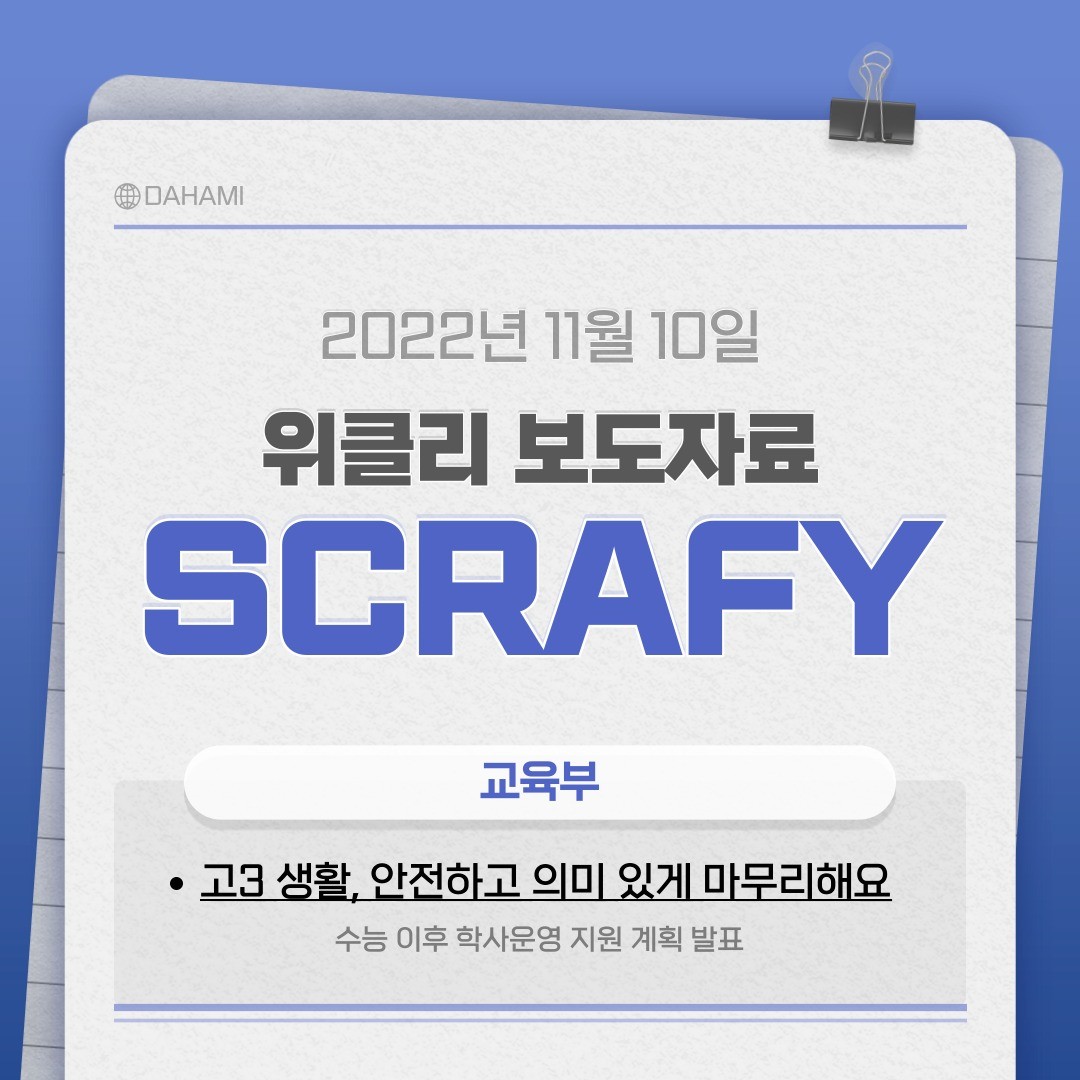 DAHAMI
2022년 11월 10일
위클리 보도자료
SCRAFY
교육부
• 고3 생활, 안전하고 의미 있게 마무리해요
수능 이후 학사운영 지원 계획 발표